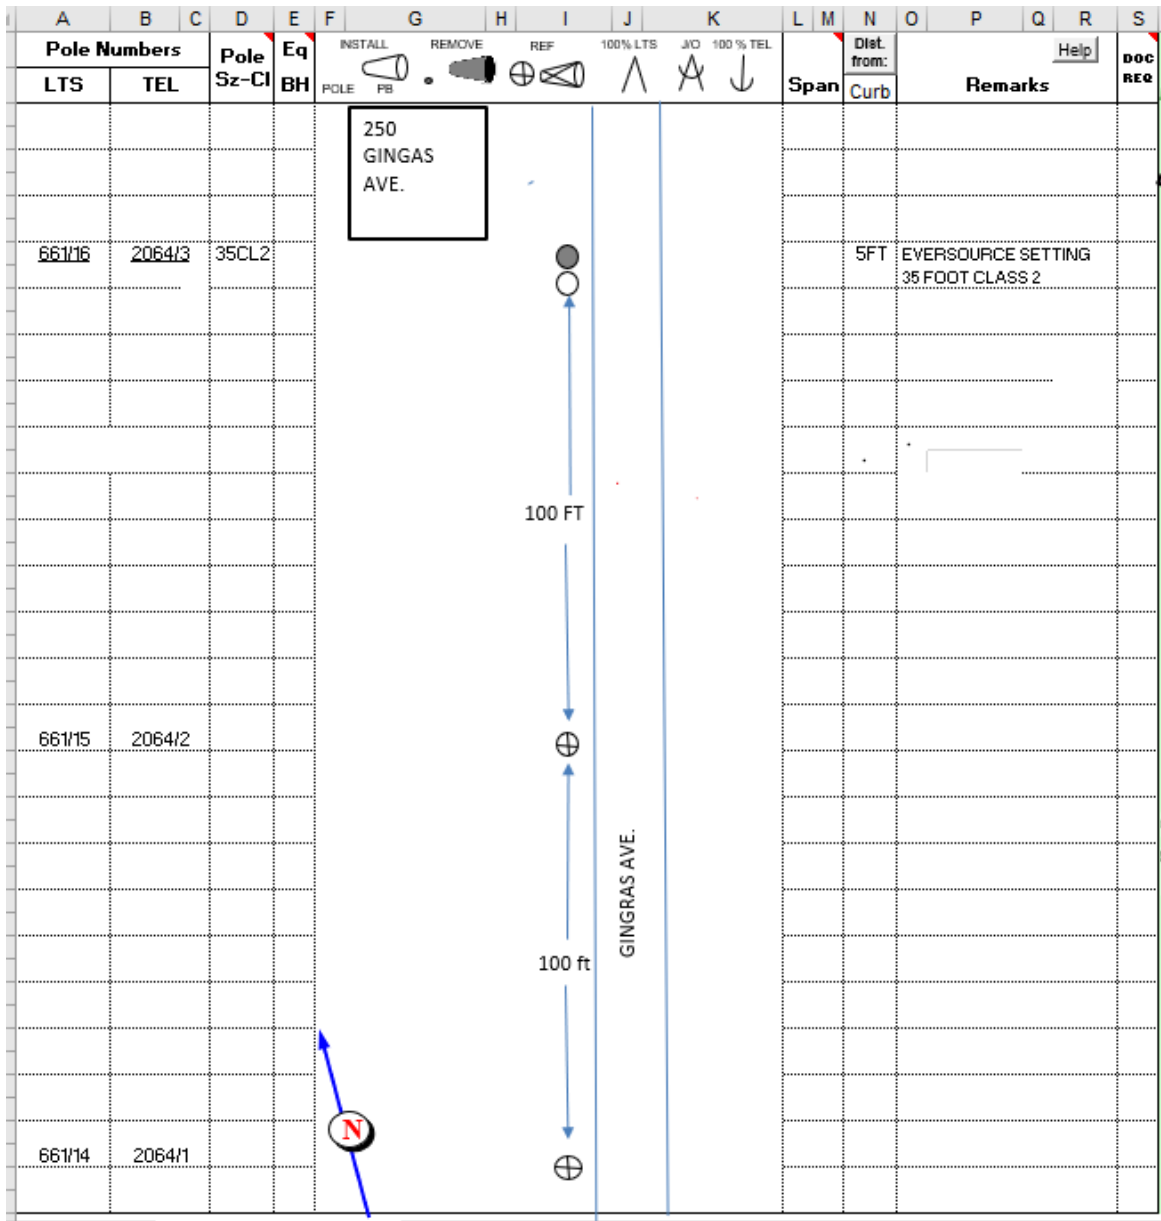 A B C D E F G H I J K L M N O P Q R S
Pole Numbers
LTS TEL
Pole
Sz-Cl
Eq
BH
INSTALL REMOVE REF 100% LTS J/O 100 % TEL
POLE PB
Span
Dist.
from:
Curb
Help
Remarks
DOC
REQ
250
GINGAS
AVE.
661/16 2064/3 35CL2 5FT EVERSOURCE SETTING
35 FOOT CLASS 2
100 FT
661/15 2064/2
GINGRAS AVE.
100 ft
N
661/14 2064/1